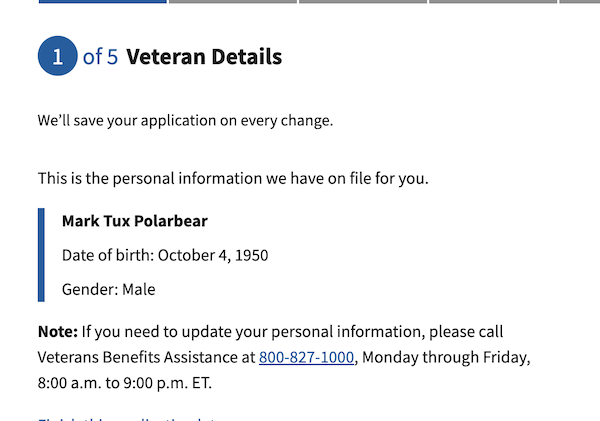 1 of 5 Veteran Details
We'll save your application on every change.
This is the personal information we have on file for you.
Mark Tux Polarbear
Date of birth: October 4, 1950
Gender: Male
Note: If you need to update your personal information, please call
Veterans Benefits Assistance at 800-827-1000, Monday through Friday,
8:00 a.m. to 9:00 p.m. ET.